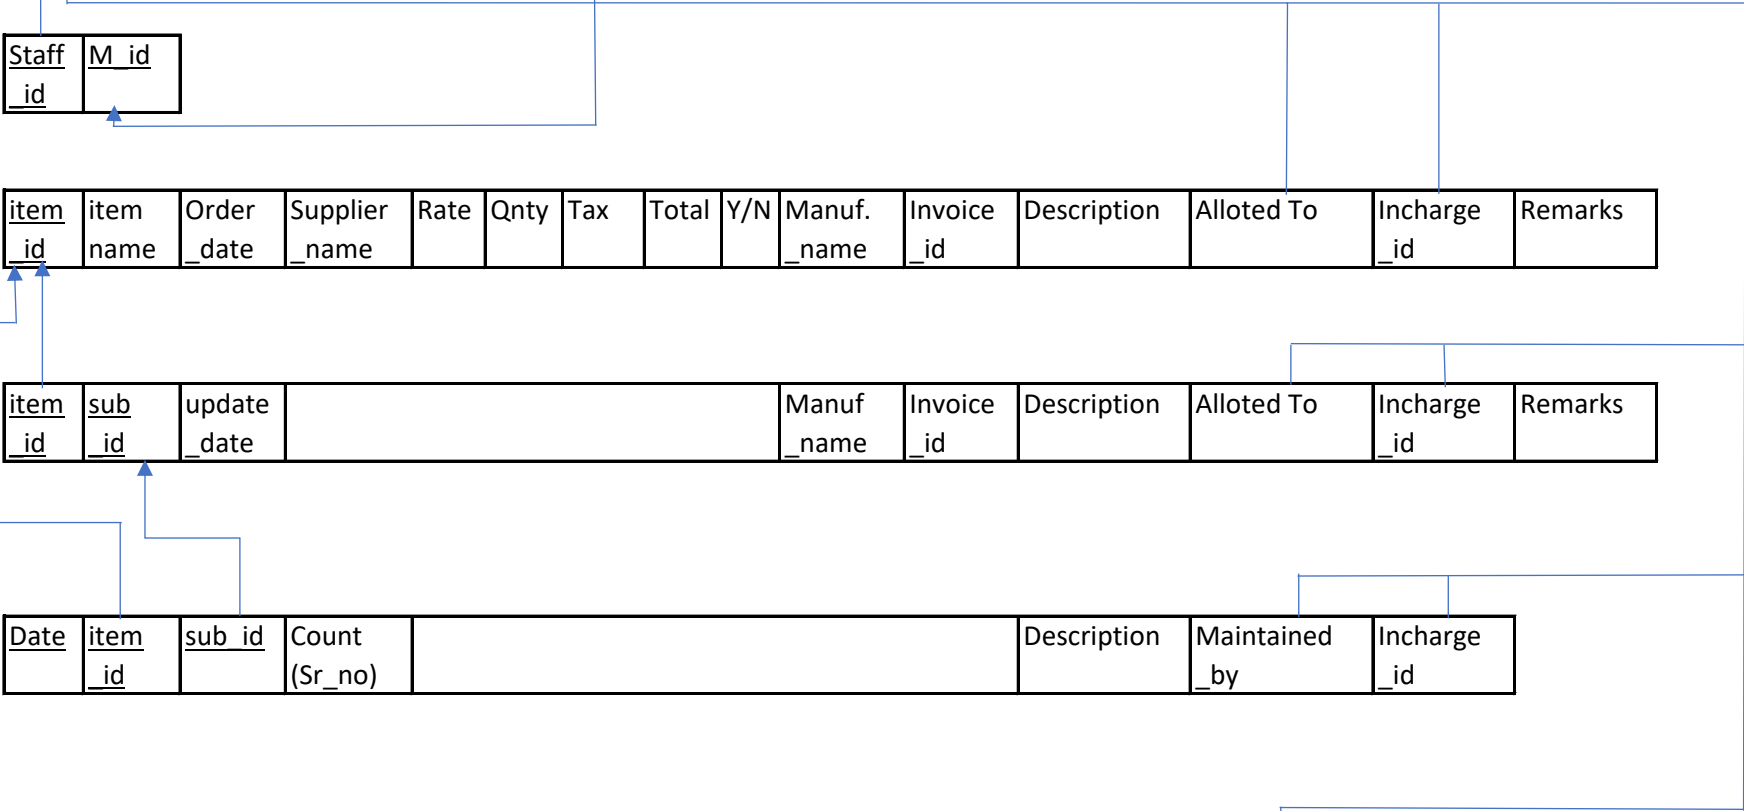 Staff M_id
_id
item item Order Supplier Rate Qnty Tax Total Y/N Manuf. Invoice Description Alloted To Incharge Remarks
_id name _date _name _name _id _id
item sub update Manuf Invoice Description Alloted To Incharge Remarks
_id _id _date _name _id _id
Date item sub_id Count Description Maintained Incharge
_id (Sr_no) _by _id